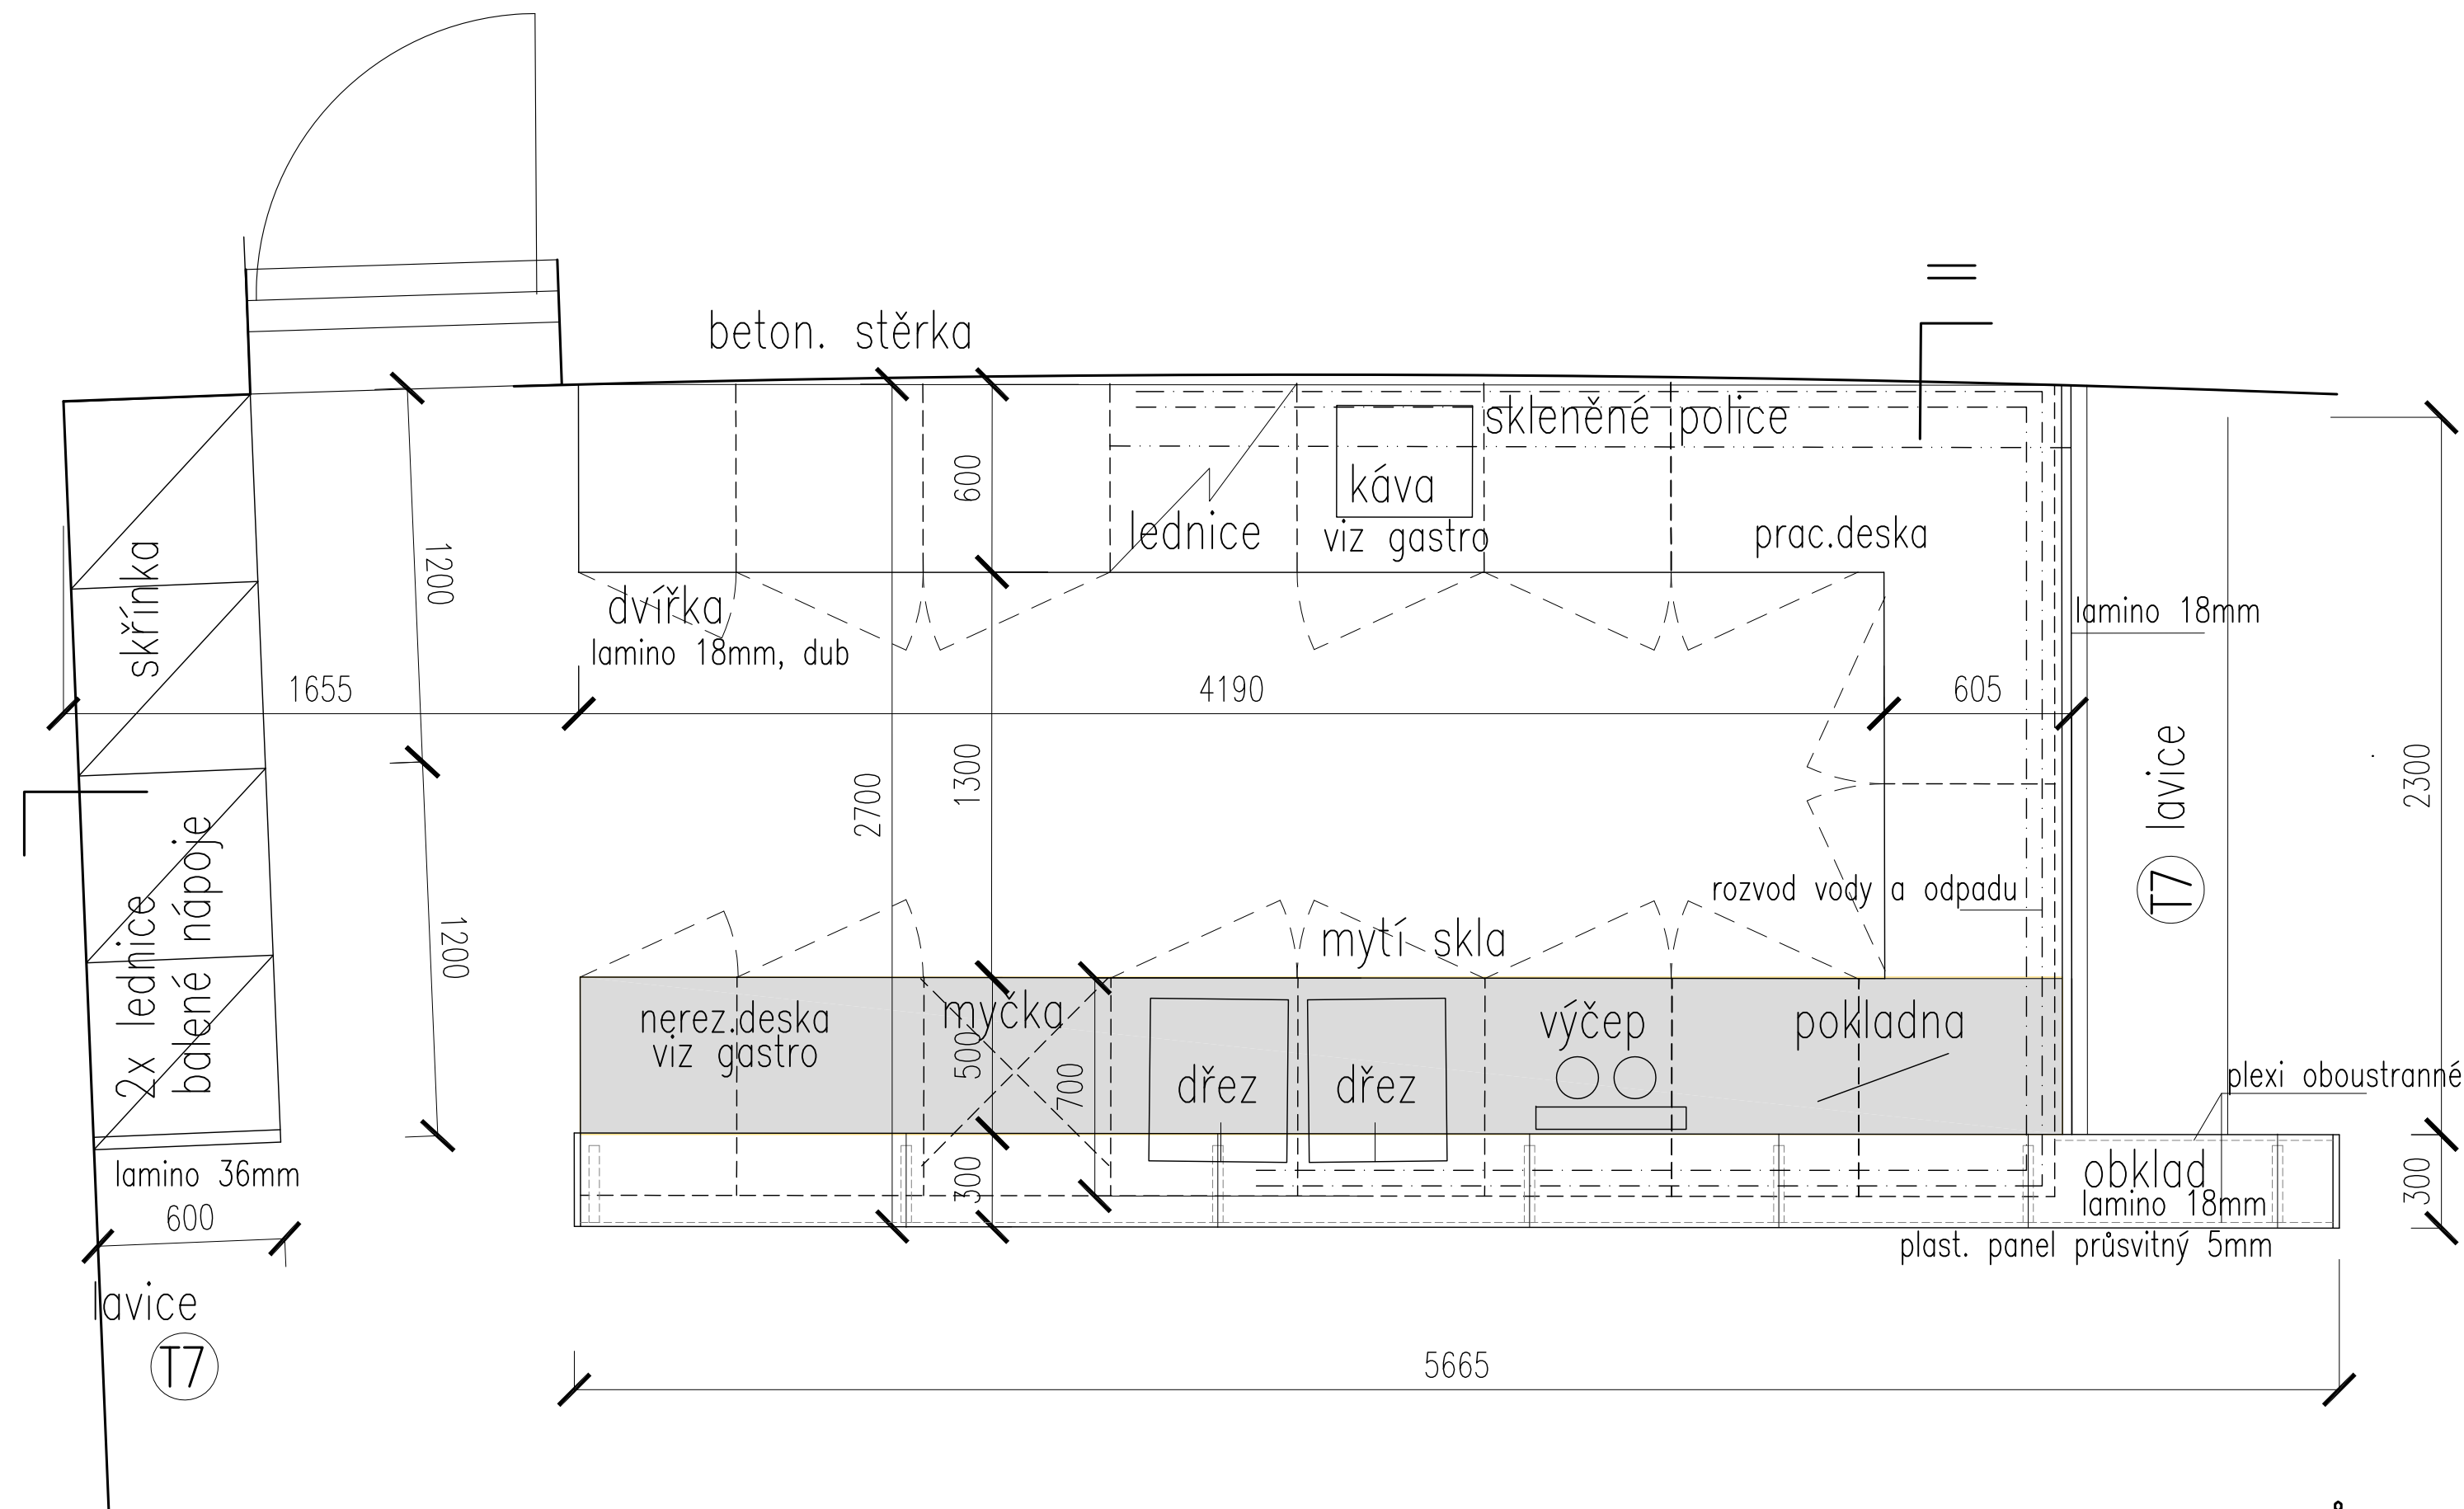 beton. stěrka
skleněné police
káva
viz gastro
lednice
prac.deska
600
1200
skřínka
dvířka
lamino 18mm, dub
lamino 18mm
1655
4190
605
2700
1300
lavice
T7
2300
2x lednice
balené nápoje
1200
rozvod vody a odpadu
mytí skla
nerez.deska
viz gastro
myčka
500
700
dřez
dřez
výčep
pokladna
plexi oboustranné
lamino 36mm
600
300
obklad
lamino 18mm
300
plast. panel průsvitný 5mm
lavice
T7
5665